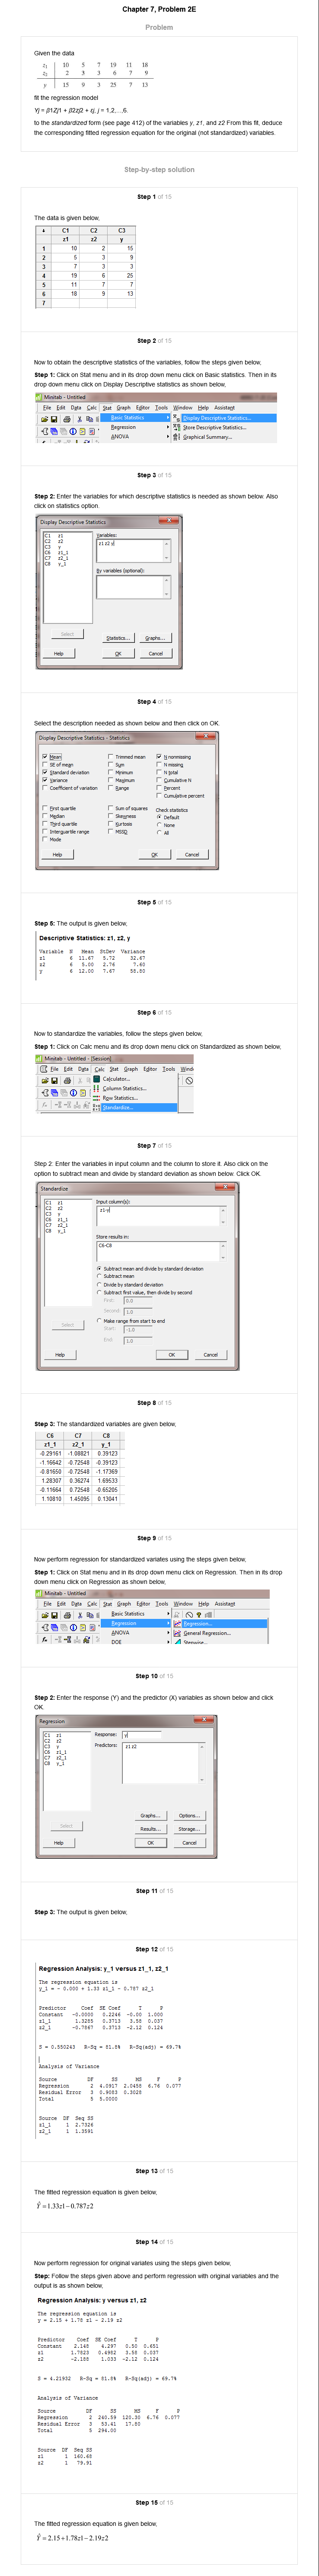 Chapter 7, Problem 2E
Problem
Given the data
z1 10 5 7 19 11 18
z2 2 3 3 6 7 9
y 15 9 3 25 7 13
fit the regression model
Yj = β1Zj1 + β2zj2 + εj, j = 1,2,...,6.
to the standardized form (see page 412) of the variables y, z1, and z2 From this fit, deduce
the corresponding fitted regression equation for the original (not standardized) variables.
Step-by-step solution
Step 1 of 15
The data is given below,
C1 C2 C3
z1 z2 y
1 10 2 15
2 5 3 9
3 7 3 3
4 19 6 25
5 11 7 7
6 18 9 13
7
Step 2 of 15
Now to obtain the descriptive statistics of the variables, follow the steps given below,
Step 1: Click on Stat menu and in its drop down menu click on Basic statistics. Then in its
drop down menu click on Display Descriptive statistics as shown below,
Minitab - Untitled
File Edit Data Calc Stat Graph Editor Tools Window Help Assistant
Basic Statistics Display Descriptive Statistics...
Regression Store Descriptive Statistics...
ANOVA Graphical Summary...
Step 3 of 15
Step 2: Enter the variables for which descriptive statistics is needed as shown below. Also
click on statistics option.
Display Descriptive Statistics
C1 z1
C2 z2
C3 y
C6 z1_1
C7 z2_1
C8 y_1
Variables:
z1 z2 y
By variables (optional):
Select
Statistics... Graphs...
Help OK Cancel
Step 4 of 15
Select the description needed as shown below and then click on OK.
Display Descriptive Statistics - Statistics
Mean Trimmed mean N nonmissing
SE of mean Sum N missing
Standard deviation Minimum N total
Variance Maximum Cumulative N
Coefficient of variation Range Percent
Cumulative percent
First quartile Sum of squares Check statistics
Median Skewness Default
Third quartile Kurtosis None
Interquartile range MSSD All
Mode
Help OK Cancel
Step 5 of 15
Step 5: The output is given below,
Descriptive Statistics: z1, z2, y
Variable N Mean StDev Variance
z1 6 11.67 5.72 32.67
z2 6 5.00 2.76 7.60
y 6 12.00 7.67 58.80
Step 6 of 15
Now to standardize the variables, follow the steps given below,
Step 1: Click on Calc menu and its drop down menu click on Standardized as shown below,
Minitab - Untitled - [Session]
File Edit Data Calc Stat Graph Editor Tools Windo
Calculator...
Column Statistics...
Row Statistics...
Standardize...
Step 7 of 15
Step 2: Enter the variables in input column and the column to store it. Also click on the
option to subtract mean and divide by standard deviation as shown below. Click OK.
Standardize
C1 z1
C2 z2
C3 y
C6 z1_1
C7 z2_1
C8 y_1
Input column(s):
z1-y
Store results in:
C6-C8
Subtract mean and divide by standard deviation
Subtract mean
Divide by standard deviation
Subtract first value, then divide by second
First: 0.0
Second: 1.0
Make range from start to end
Start: -1.0
End: 1.0
Select
Help OK Cancel
Step 8 of 15
Step 3: The standardized variables are given below,
C6 C7 C8
z1_1 z2_1 y_1
-0.29161 -1.08821 0.39123
-1.16642 -0.72548 -0.39123
-0.81650 -0.72548 -1.17369
1.28307 0.36274 1.69533
-0.11664 0.72548 -0.65205
1.10810 1.45095 0.13041
Step 9 of 15
Now perform regression for standardized variates using the steps given below,
Step 1: Click on Stat menu and in its drop down menu click on Regression. Then in its drop
down menu click on Regression as shown below,
Minitab - Untitled
File Edit Data Calc Stat Graph Editor Tools Window Help Assistant
Basic Statistics
Regression Regression...
ANOVA General Regression...
DOE Stepwise...
Step 10 of 15
Step 2: Enter the response (Y) and the predictor (X) variables as shown below and click
OK.
Regression
C1 z1
C2 z2
C3 y
C6 z1_1
C7 z2_1
C8 y_1
Response: y
Predictors: z1 z2
Graphs... Options...
Select Results... Storage...
Help OK Cancel
Step 11 of 15
Step 3: The output is given below,
Step 12 of 15
Regression Analysis: y_1 versus z1_1, z2_1
The regression equation is
y_1 = - 0.000 + 1.33 z1_1 - 0.787 z2_1
Predictor Coef SE Coef T P
Constant -0.0000 0.2246 -0.00 1.000
z1_1 1.3285 0.3713 3.58 0.037
z2_1 -0.7867 0.3713 -2.12 0.124
S = 0.550243 R-Sq = 81.8% R-Sq(adj) = 69.7%
Analysis of Variance
Source DF SS MS F P
Regression 2 4.0917 2.0458 6.76 0.077
Residual Error 3 0.9083 0.3028
Total 5 5.0000
Source DF Seq SS
z1_1 1 2.7326
z2_1 1 1.3591
Step 13 of 15
The fitted regression equation is given below,
Ŷ = 1.33z1 − 0.787z2
Step 14 of 15
Now perform regression for original variates using the steps given below,
Step: Follow the steps given above and perform regression with original variables and the
output is as shown below,
Regression Analysis: y versus z1, z2
The regression equation is
y = 2.15 + 1.78 z1 - 2.19 z2
Predictor Coef SE Coef T P
Constant 2.148 4.297 0.50 0.651
z1 1.7823 0.4982 3.58 0.037
z2 -2.188 1.033 -2.12 0.124
S = 4.21932 R-Sq = 81.8% R-Sq(adj) = 69.7%
Analysis of Variance
Source DF SS MS F P
Regression 2 240.59 120.30 6.76 0.077
Residual Error 3 53.41 17.80
Total 5 294.00
Source DF Seq SS
z1 1 160.68
z2 1 79.91
Step 15 of 15
The fitted regression equation is given below,
Ŷ = 2.15 + 1.78z1 − 2.19z2